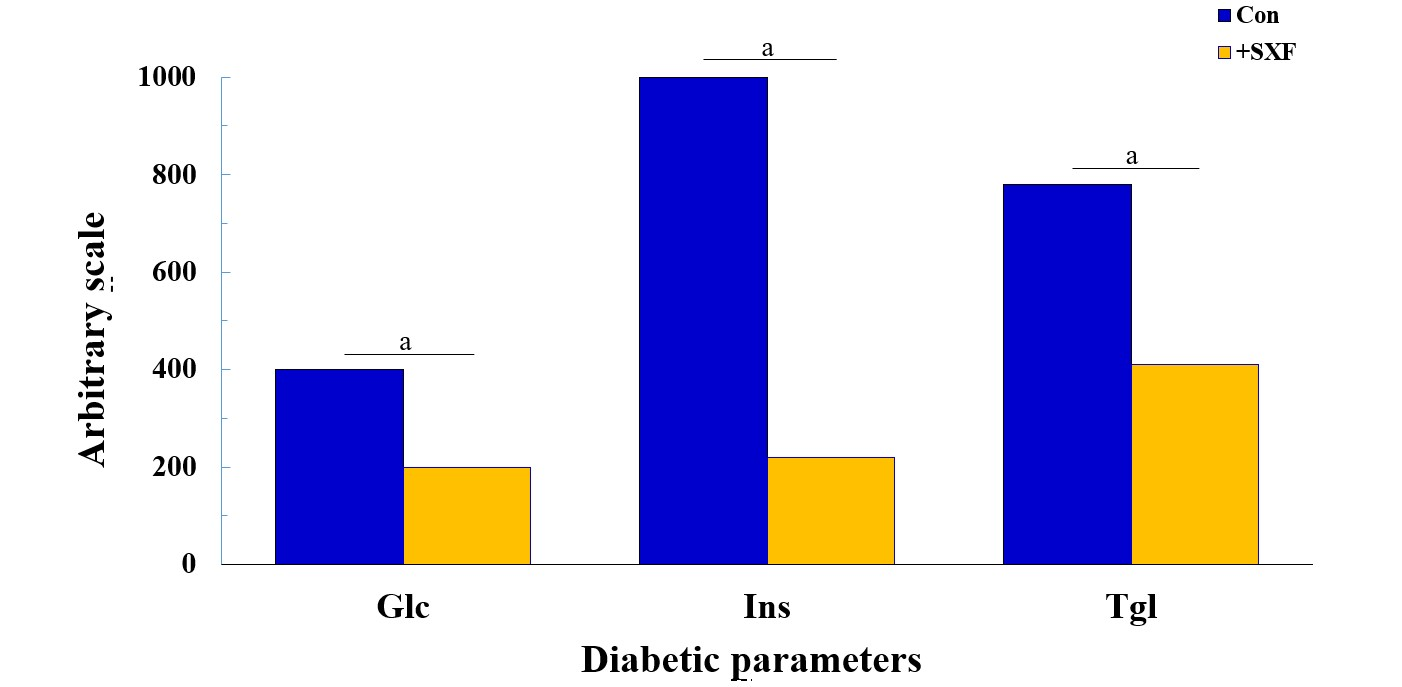 Con
+SXF
a
1000
a
800
600
a
400
200
0
Glc Ins Tgl
Arbitrary scale
Diabetic parameters